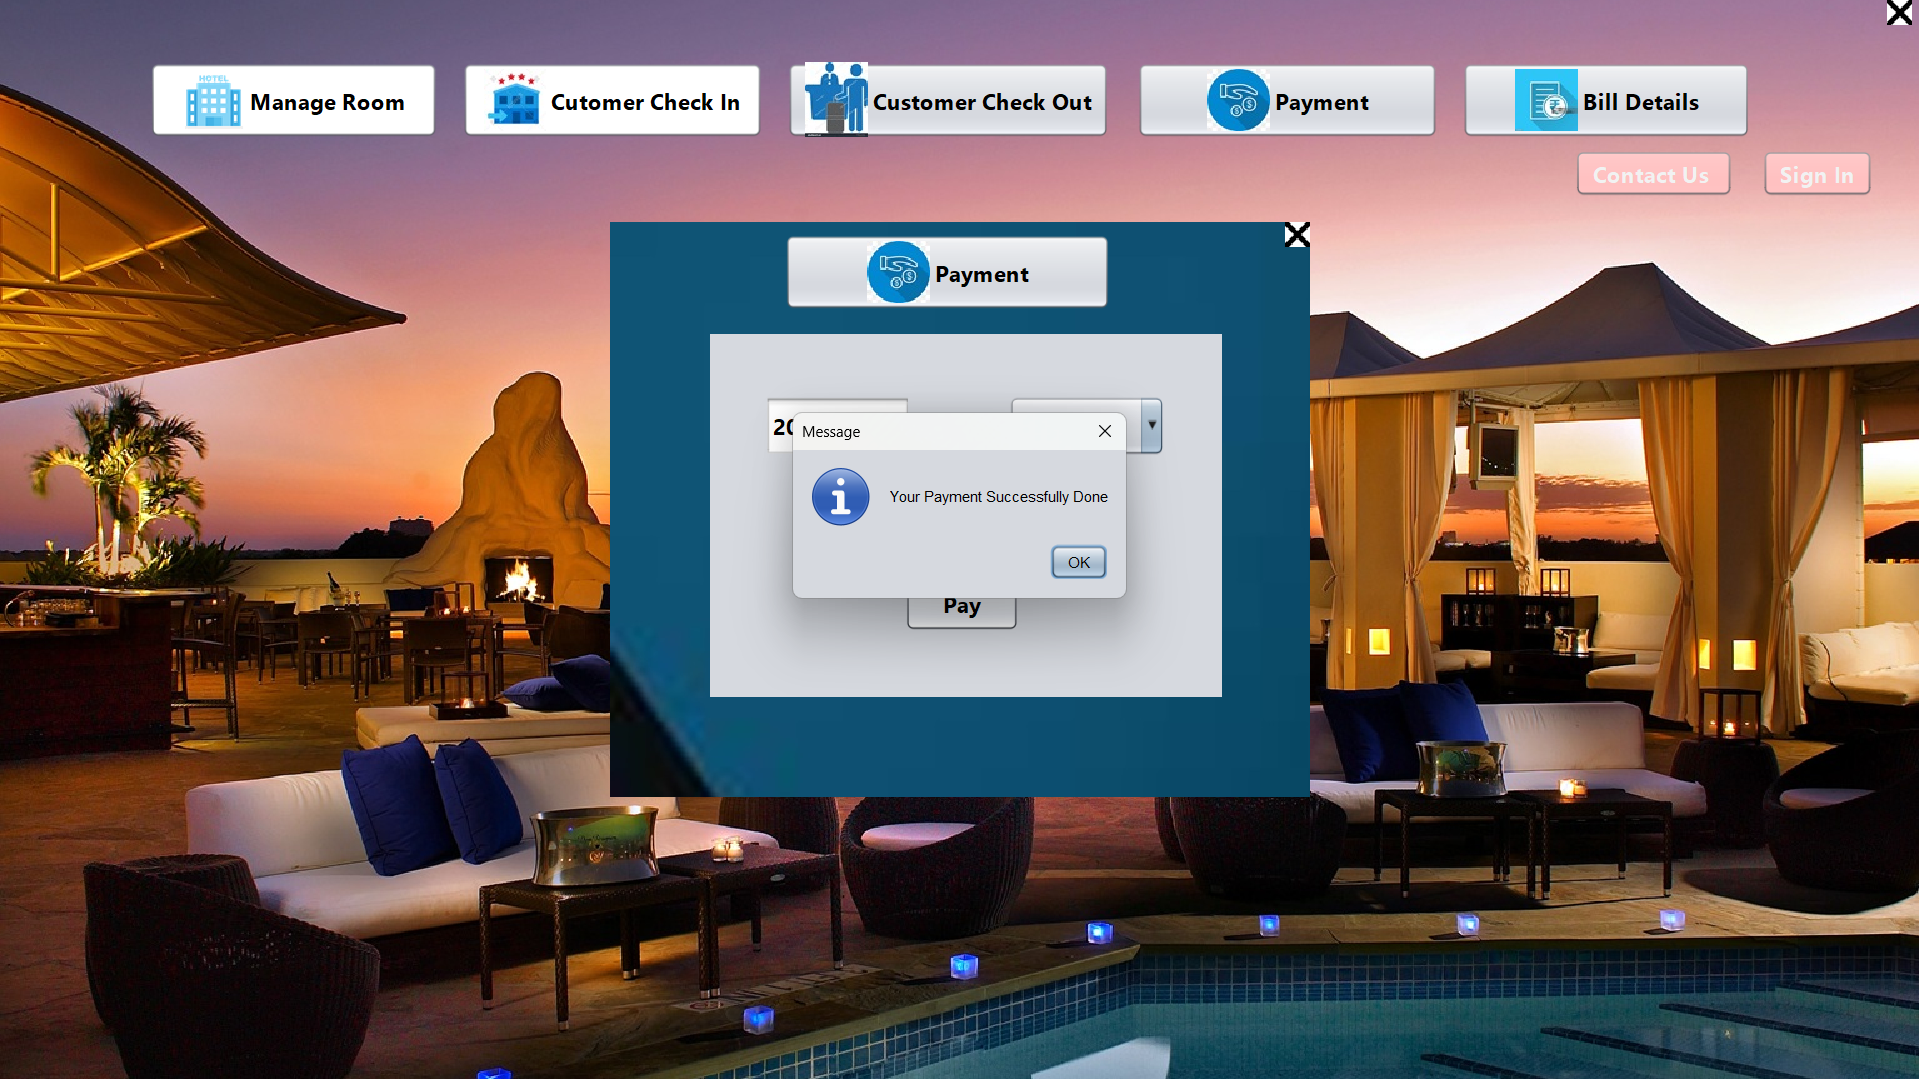 HOTEL
Manage Room
Cutomer Check In
Customer Check Out
Payment
Bill Details
Contact Us
Sign In
Payment
Message
Your Payment Successfully Done
OK
Pay